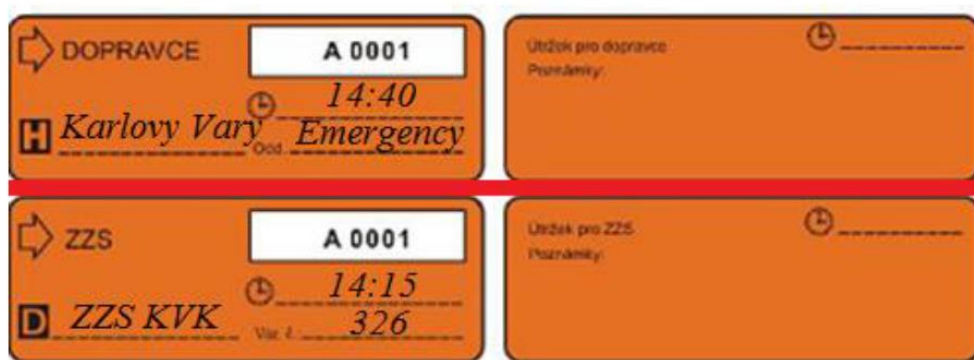 DOPRAVCE
A 0001
14:40
H Karlovy Vary
Odd. Emergency
Útržek pro dopravce
Poznámky:
ZZS
A 0001
14:15
D ZZS KVK
Voz. č.: 326
Útržek pro ZZS
Poznámky: